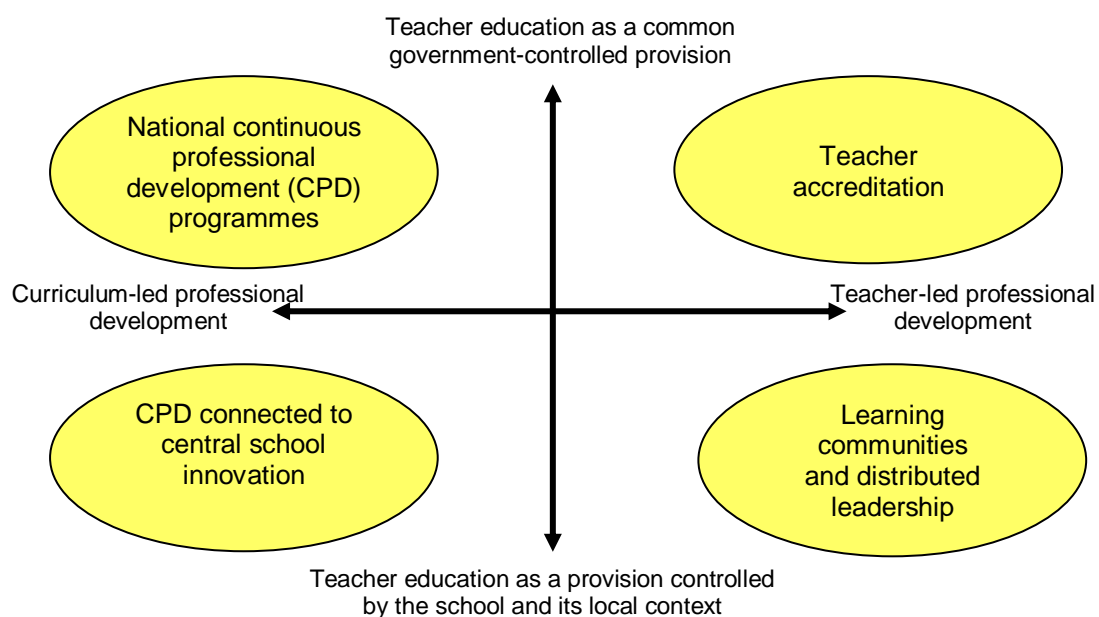 Teacher education as a common
government-controlled provision
National continuous
professional
development (CPD)
programmes
Teacher
accreditation
Curriculum-led professional
development
Teacher-led professional
development
CPD connected to
central school
innovation
Learning
communities
and distributed
leadership
Teacher education as a provision controlled
by the school and its local context